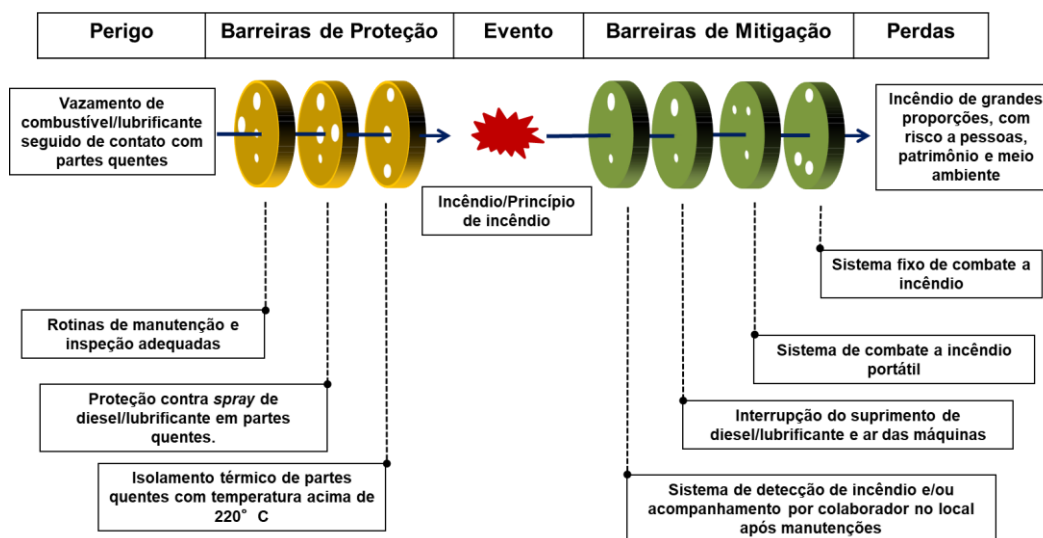 Perigo
Barreiras de Proteção
Evento
Barreiras de Mitigação
Perdas
Vazamento de
combustível/lubrificante
seguido de contato com
partes quentes
Incêndio/Princípio
de incêndio
Incêndio de grandes
proporções, com
risco a pessoas,
patrimônio e meio
ambiente
Rotinas de manutenção e
inspeção adequadas
Proteção contra spray de
diesel/lubrificante em partes
quentes.
Isolamento térmico de partes
quentes com temperatura acima de
220° C
Sistema fixo de combate a
incêndio
Sistema de combate a incêndio
portátil
Interrupção do suprimento de
diesel/lubrificante e ar das máquinas
Sistema de detecção de incêndio e/ou
acompanhamento por colaborador no local
após manutenções